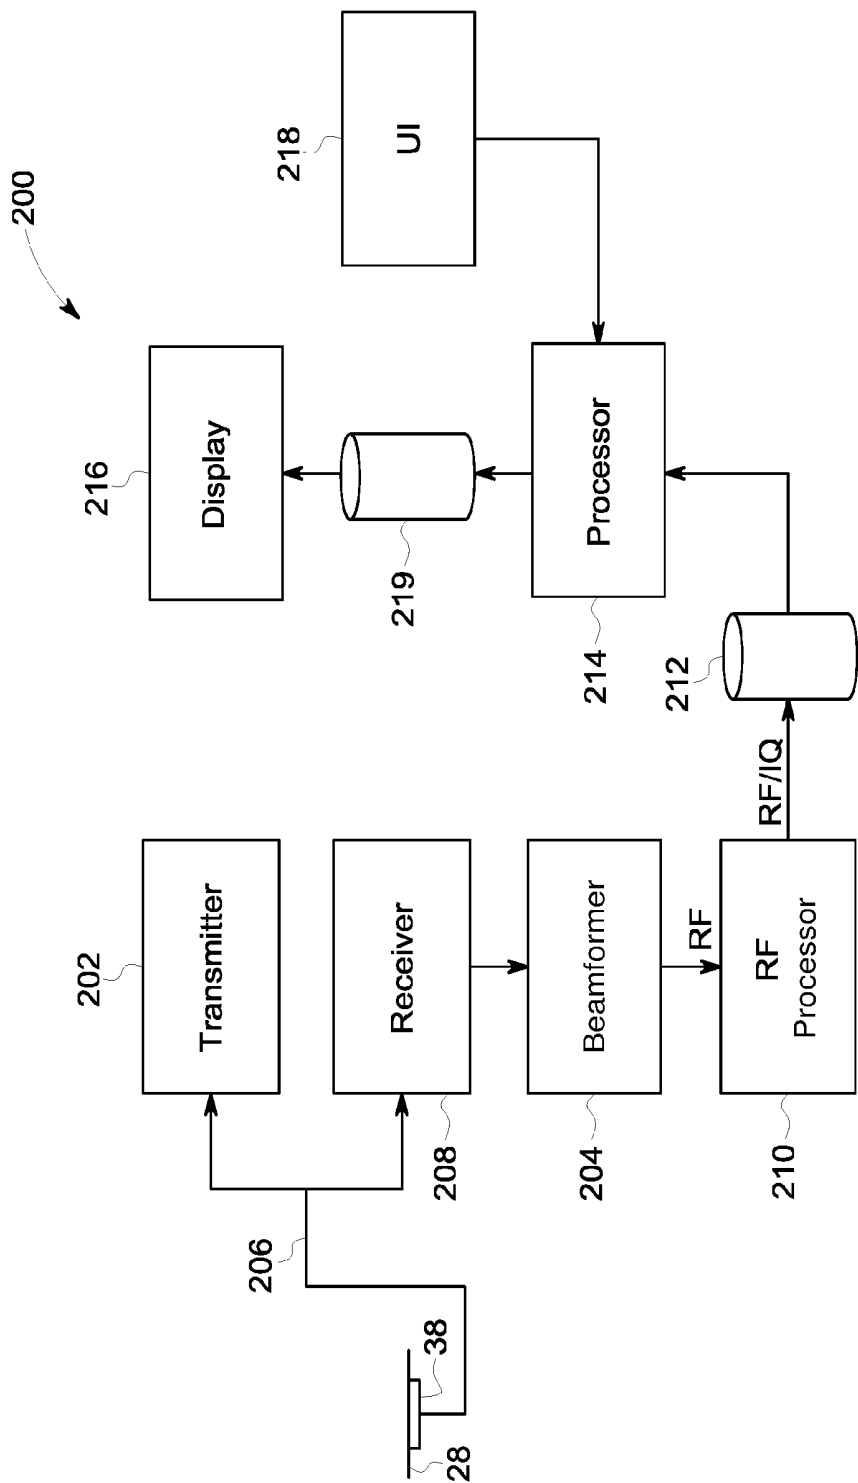 200
202
Transmitter
216
Display
218
UI
206
208
Receiver
219
28
38
204
Beamformer
214
Processor
RF
210
RF
Processor
RF/IQ
212